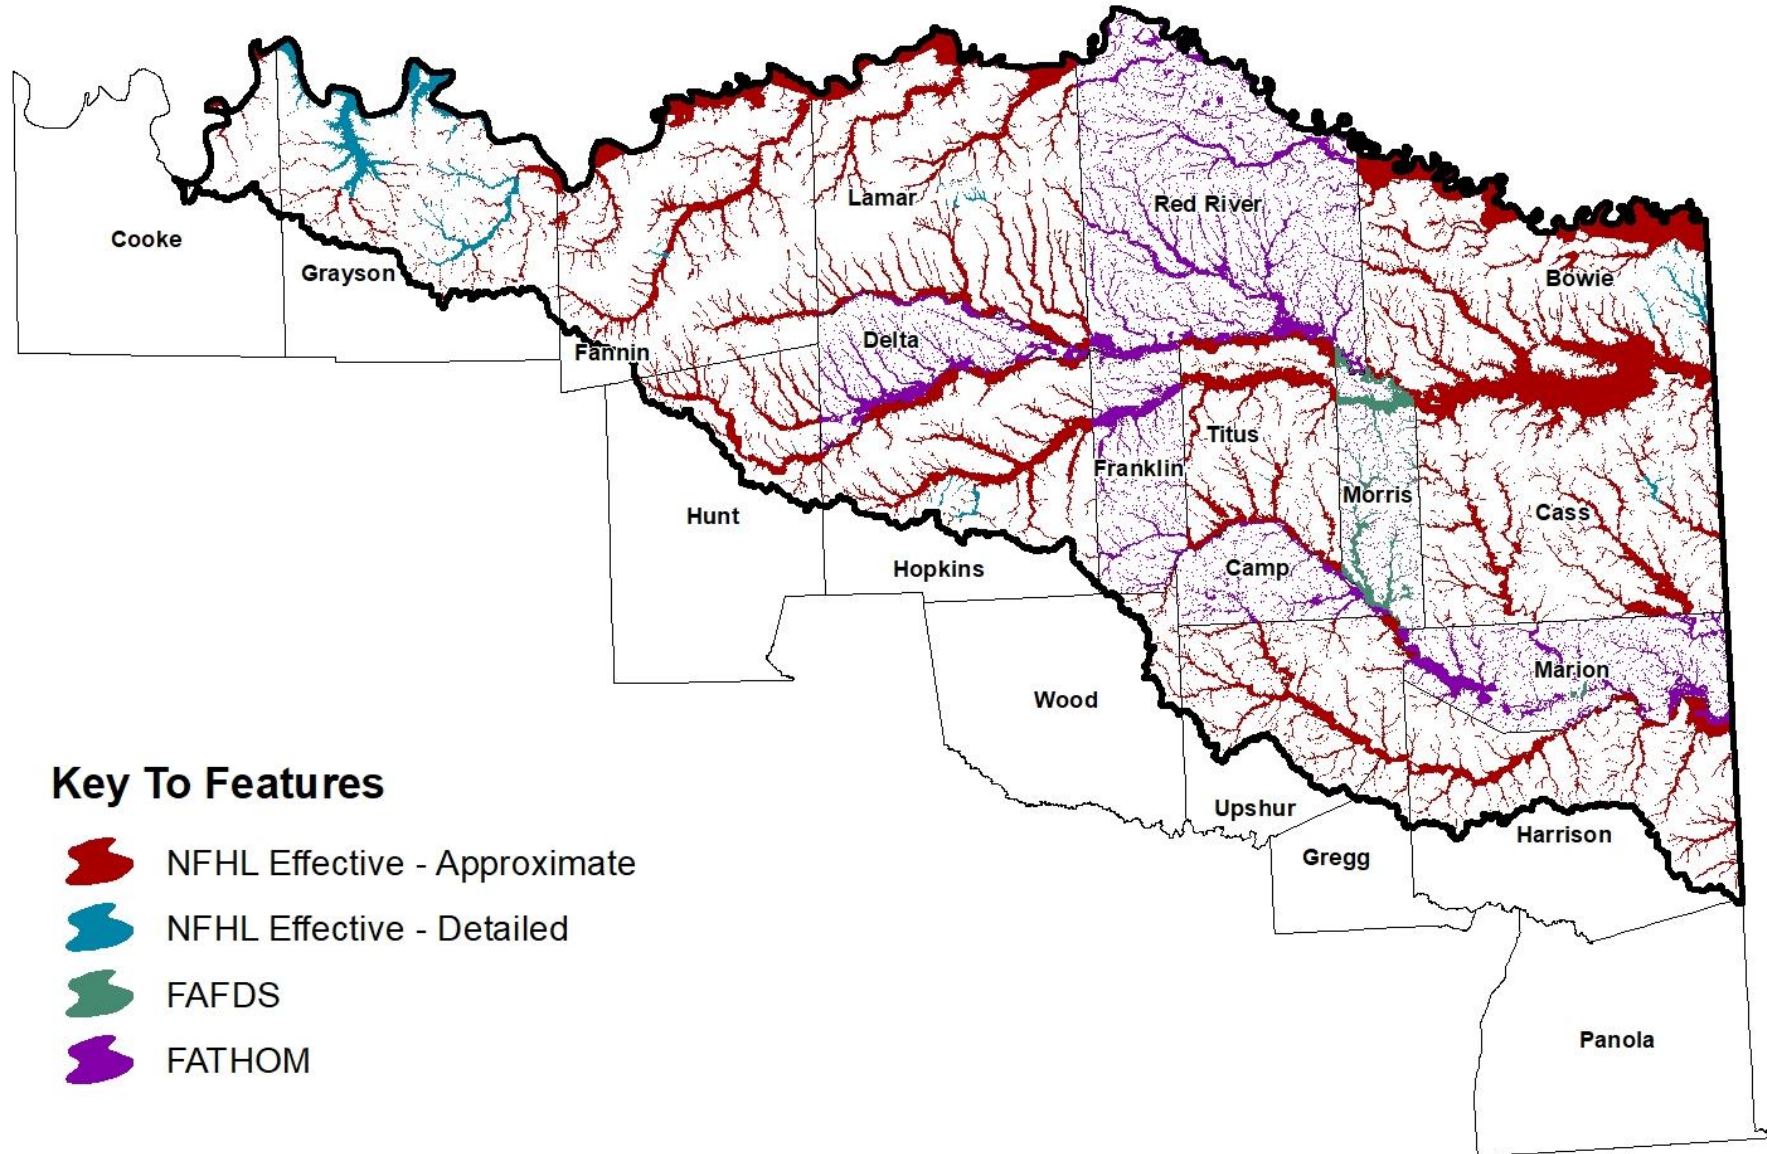 Lamar
Red River
Cooke
Grayson
Bowie
Delta
Fannin
Titus
Franklin
Morris
Hunt
Cass
Hopkins
Camp
Marion
Wood
Upshur
Harrison
Gregg
Panola
Key To Features
NFHL Effective - Approximate
NFHL Effective - Detailed
FAFDS
FATHOM